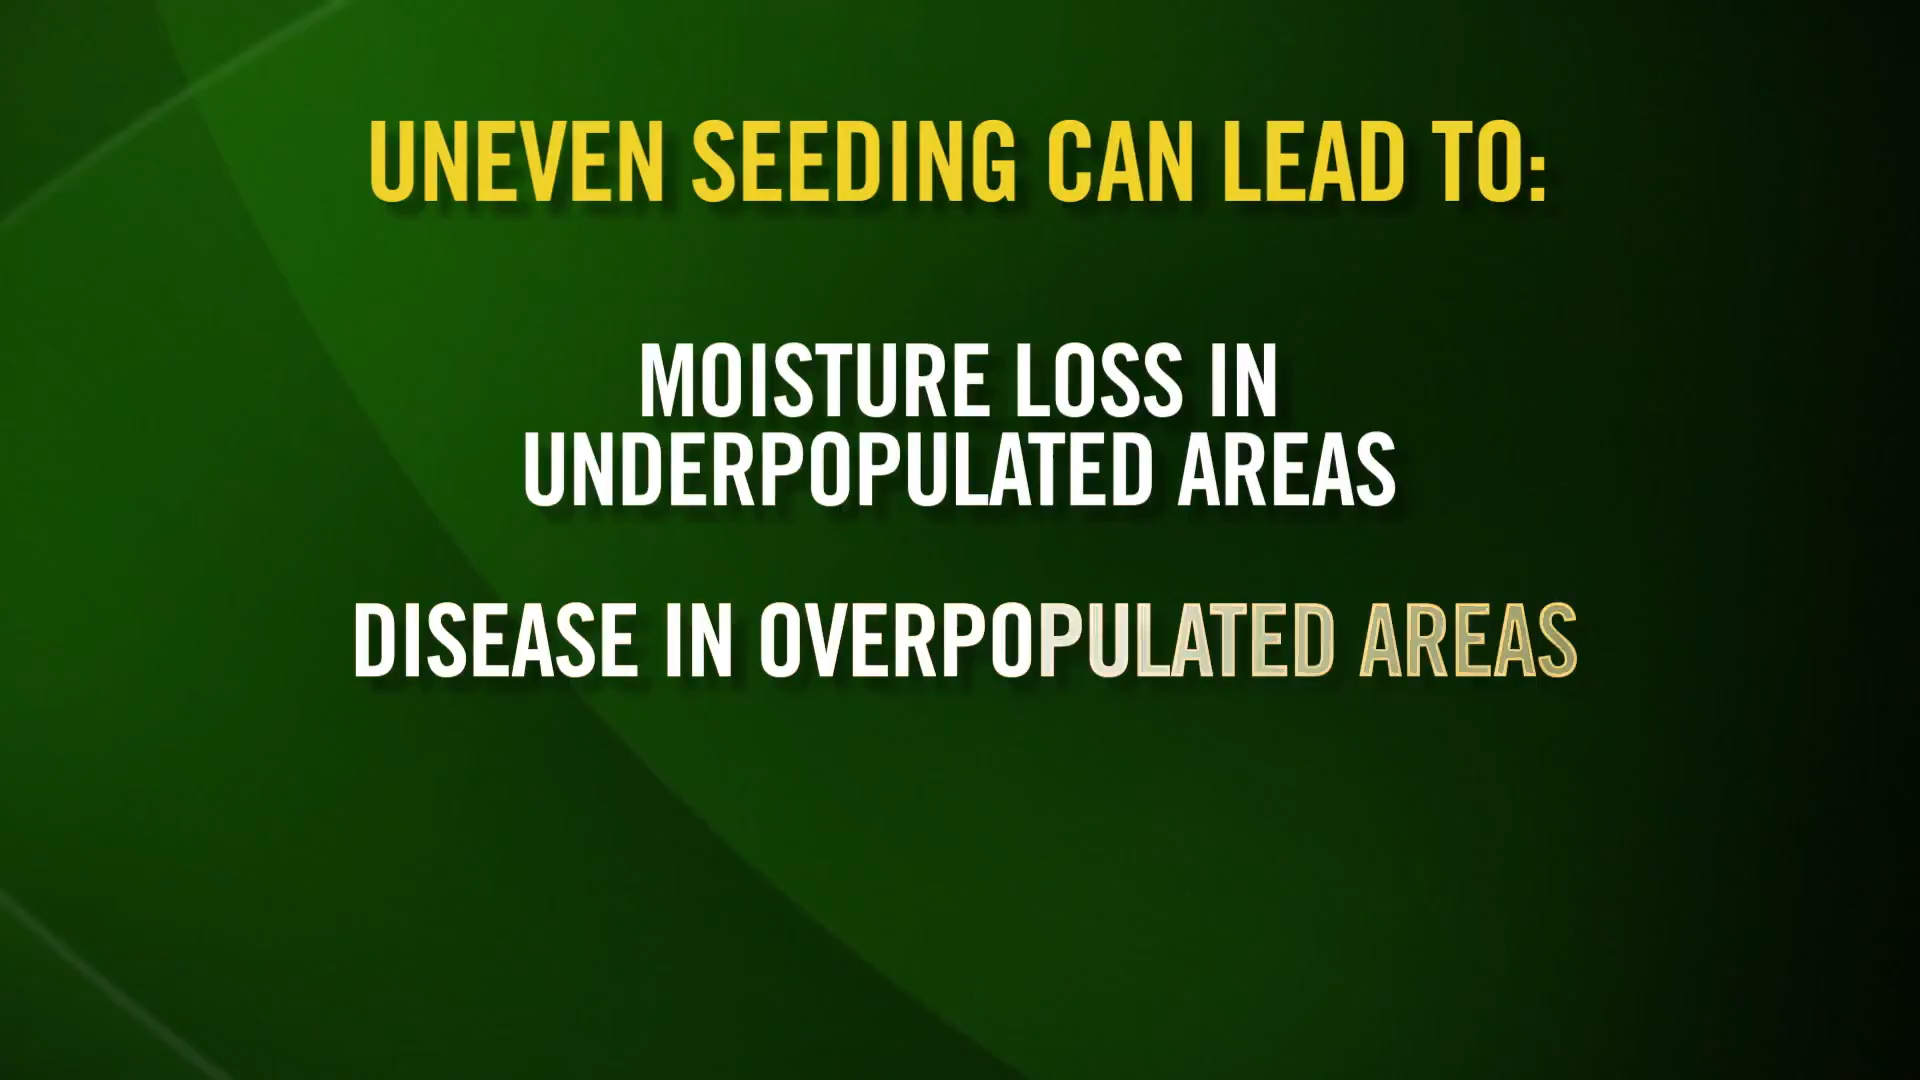 UNEVEN SEEDING CAN LEAD TO:
MOISTURE LOSS IN
UNDERPOPULATED AREAS
DISEASE IN OVERPOPULATED AREAS